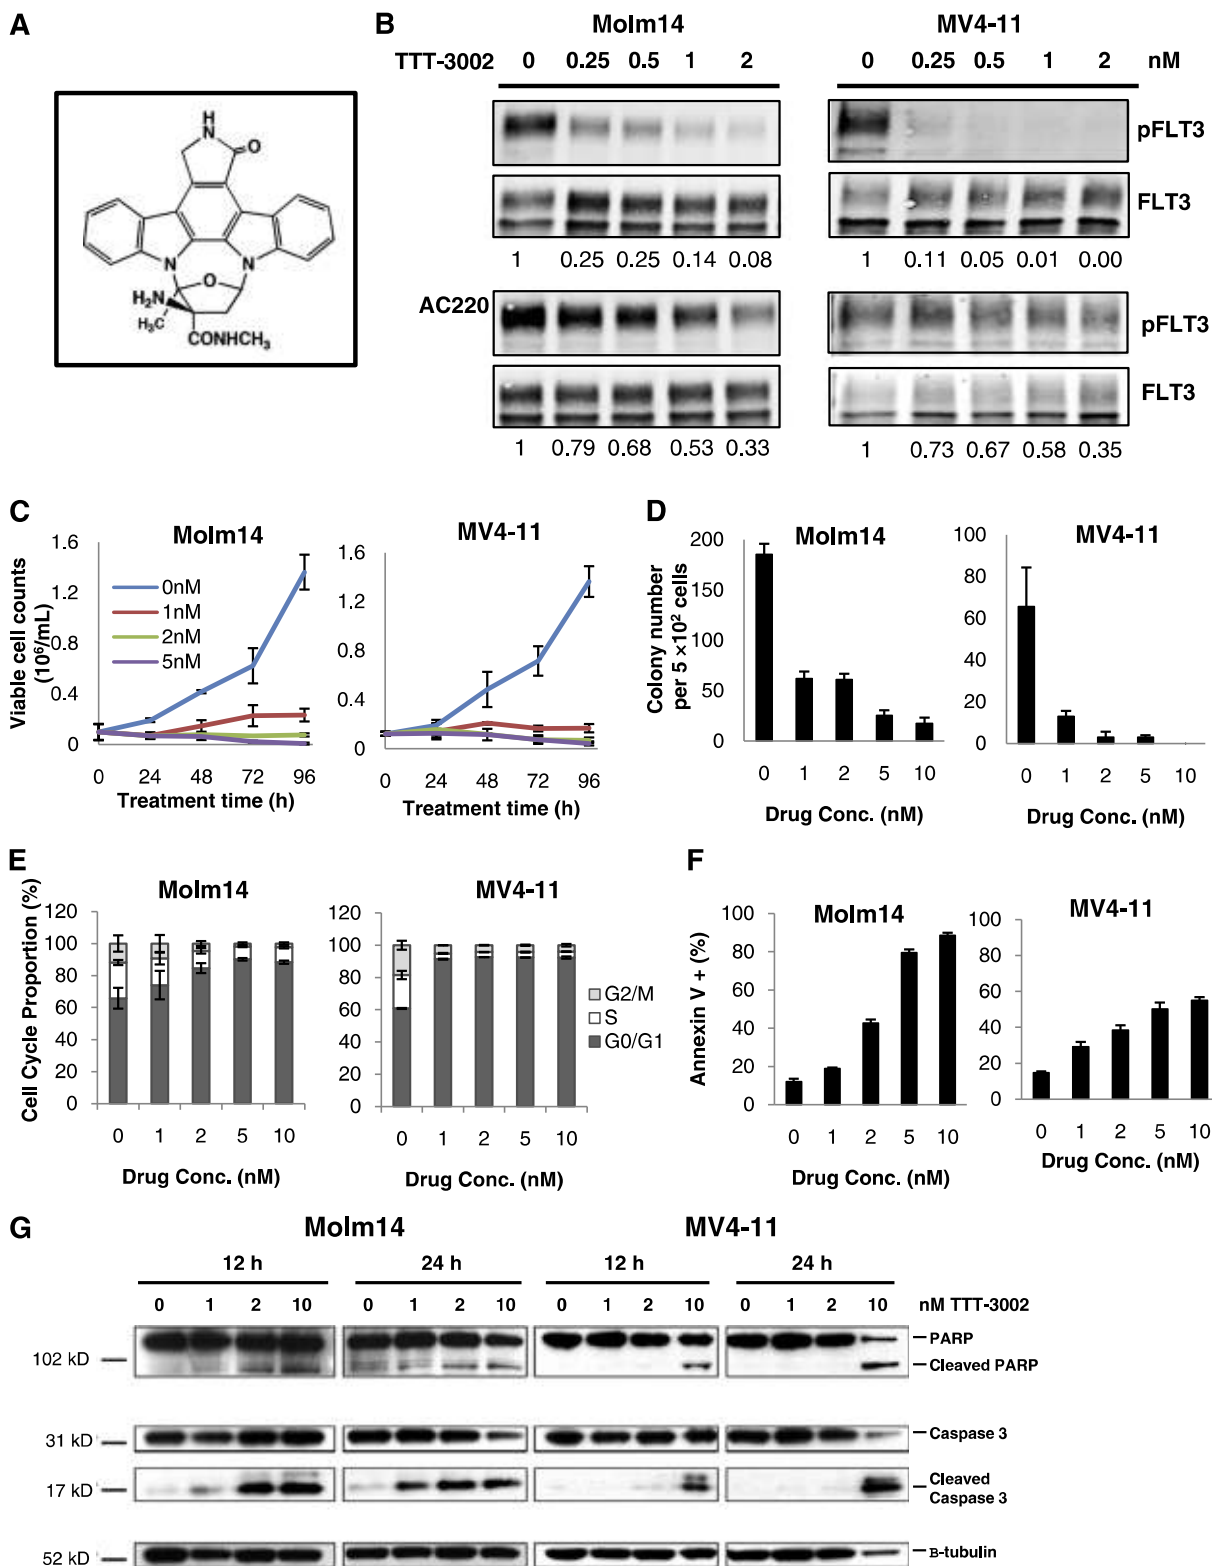 A
H
N
O
N
O
N
H₂N
H₃C
CONHCH₃
B
Molm14
MV4-11
TTT-3002
0 0.25 0.5 1 2
0 0.25 0.5 1 2 nM
pFLT3
FLT3
1 0.25 0.25 0.14 0.08
1 0.11 0.05 0.01 0.00
AC220
pFLT3
FLT3
1 0.79 0.68 0.53 0.33
1 0.73 0.67 0.58 0.35
C
Molm14
MV4-11
Viable cell counts
(10⁶/mL)
1.6
1.2
0.8
0.4
0
0nM
1nM
2nM
5nM
0 24 48 72 96
Treatment time (h)
1.6
1.2
0.8
0.4
0
0 24 48 72 96
Treatment time (h)
D
Molm14
MV4-11
Colony number
per 5 ×10² cells
200
150
100
50
0
0 1 2 5 10
Drug Conc. (nM)
100
80
60
40
20
0
0 1 2 5 10
Drug Conc. (nM)
E
Molm14
MV4-11
Cell Cycle Proportion (%)
120
100
80
60
40
20
0
0 1 2 5 10
Drug Conc. (nM)
120
100
80
60
40
20
0
0 1 2 5 10
Drug Conc. (nM)
G2/M
S
G0/G1
F
Molm14
MV4-11
Annexin V + (%)
100
80
60
40
20
0
0 1 2 5 10
Drug Conc. (nM)
100
80
60
40
20
0
0 1 2 5 10
Drug Conc. (nM)
G
Molm14
MV4-11
12 h 24 h 12 h 24 h
0 1 2 10 0 1 2 10 0 1 2 10 0 1 2 10 nM TTT-3002
PARP
102 kD
Cleaved PARP
31 kD
Caspase 3
17 kD
Cleaved
Caspase 3
52 kD
B-tubulin